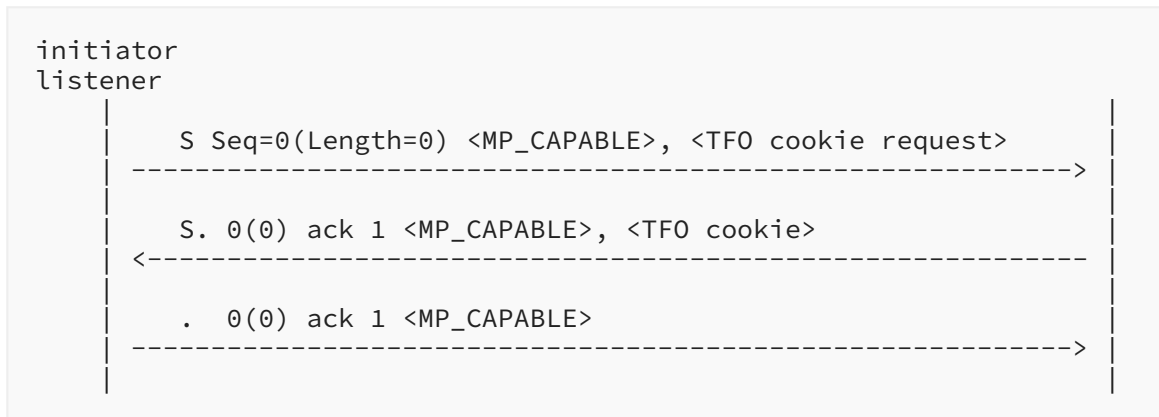 initiator
listener
S Seq=0(Length=0) <MP_CAPABLE>, <TFO cookie request>
S. 0(0) ack 1 <MP_CAPABLE>, <TFO cookie>
. 0(0) ack 1 <MP_CAPABLE>